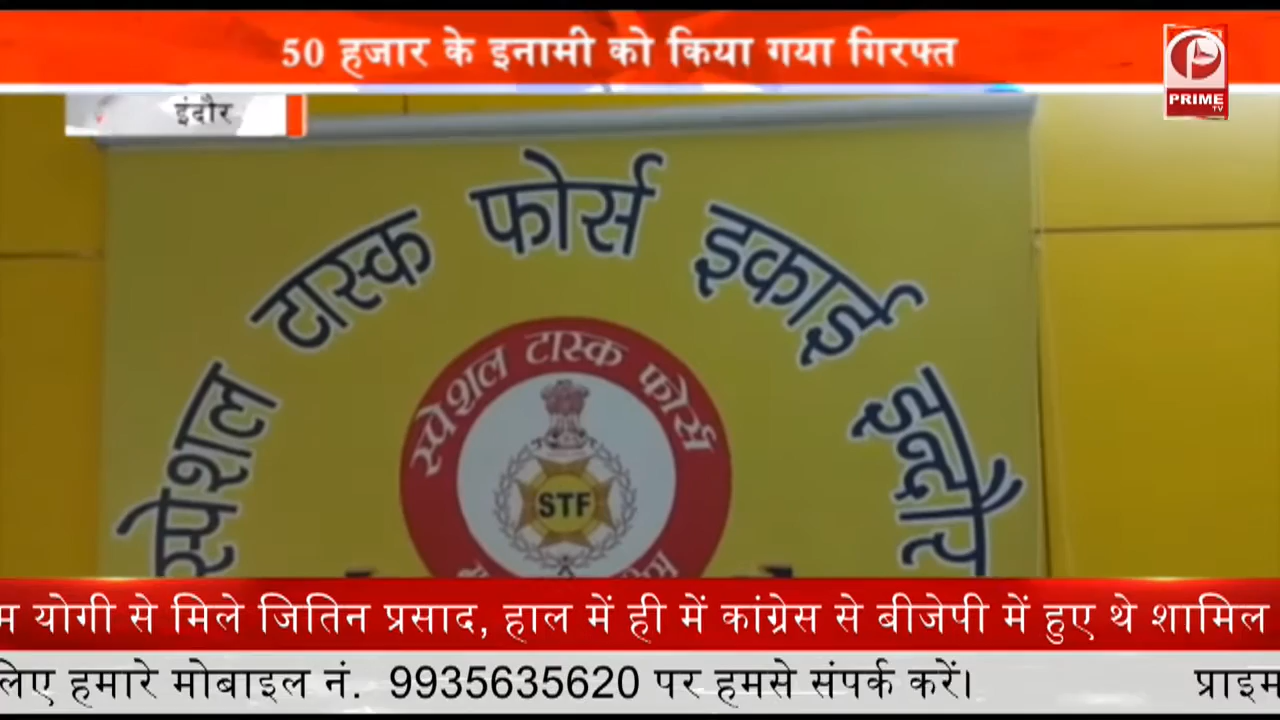 50 हजार के इनामी को किया गया गिरफ्त
PRIME
TV
इंदौर
स्पेशल टास्क फोर्स इकाई इन्दौर
स्पेशल टास्क फोर्स
STF
योगी से मिले जितिन प्रसाद, हाल में ही में कांग्रेस से बीजेपी में हुए थे शामिल
लिए हमारे मोबाइल नं. 9935635620 पर हमसे संपर्क करें। प्राइम